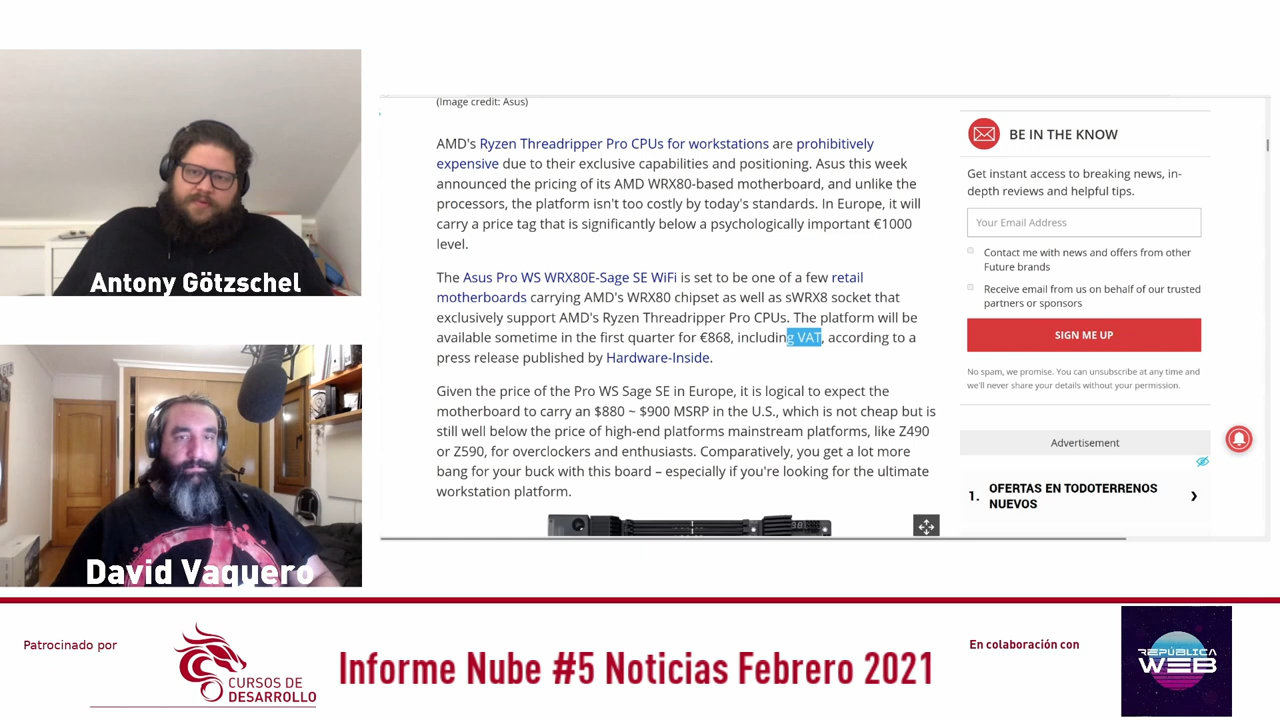 Antony Götzschel
David Vaquero
(Image credit: Asus)
AMD's Ryzen Threadripper Pro CPUs for workstations are prohibitively
expensive due to their exclusive capabilities and positioning. Asus this week
announced the pricing of its AMD WRX80-based motherboard, and unlike the
processors, the platform isn't too costly by today's standards. In Europe, it will
carry a price tag that is significantly below a psychologically important €1000
level.
The Asus Pro WS WRX80E-Sage SE WiFi is set to be one of a few retail
motherboards carrying AMD's WRX80 chipset as well as sWRX8 socket that
exclusively support AMD's Ryzen Threadripper Pro CPUs. The platform will be
available sometime in the first quarter for €868, including VAT, according to a
press release published by Hardware-Inside.
Given the price of the Pro WS Sage SE in Europe, it is logical to expect the
motherboard to carry an $880 ~ $900 MSRP in the U.S., which is not cheap but is
still well below the price of high-end platforms mainstream platforms, like Z490
or Z590, for overclockers and enthusiasts. Comparatively, you get a lot more
bang for your buck with this board – especially if you're looking for the ultimate
workstation platform.
BE IN THE KNOW
Get instant access to breaking news, in-
depth reviews and helpful tips.
Your Email Address
Contact me with news and offers from other
Future brands
Receive email from us on behalf of our trusted
partners or sponsors
SIGN ME UP
No spam, we promise. You can unsubscribe at any time and
we'll never share your details without your permission.
Advertisement
1. OFERTAS EN TODOTERRENOS
NUEVOS
Patrocinado por
CURSOS DE
DESARROLLO
Informe Nube #5 Noticias Febrero 2021
En colaboración con
REPÚBLICA
WEB